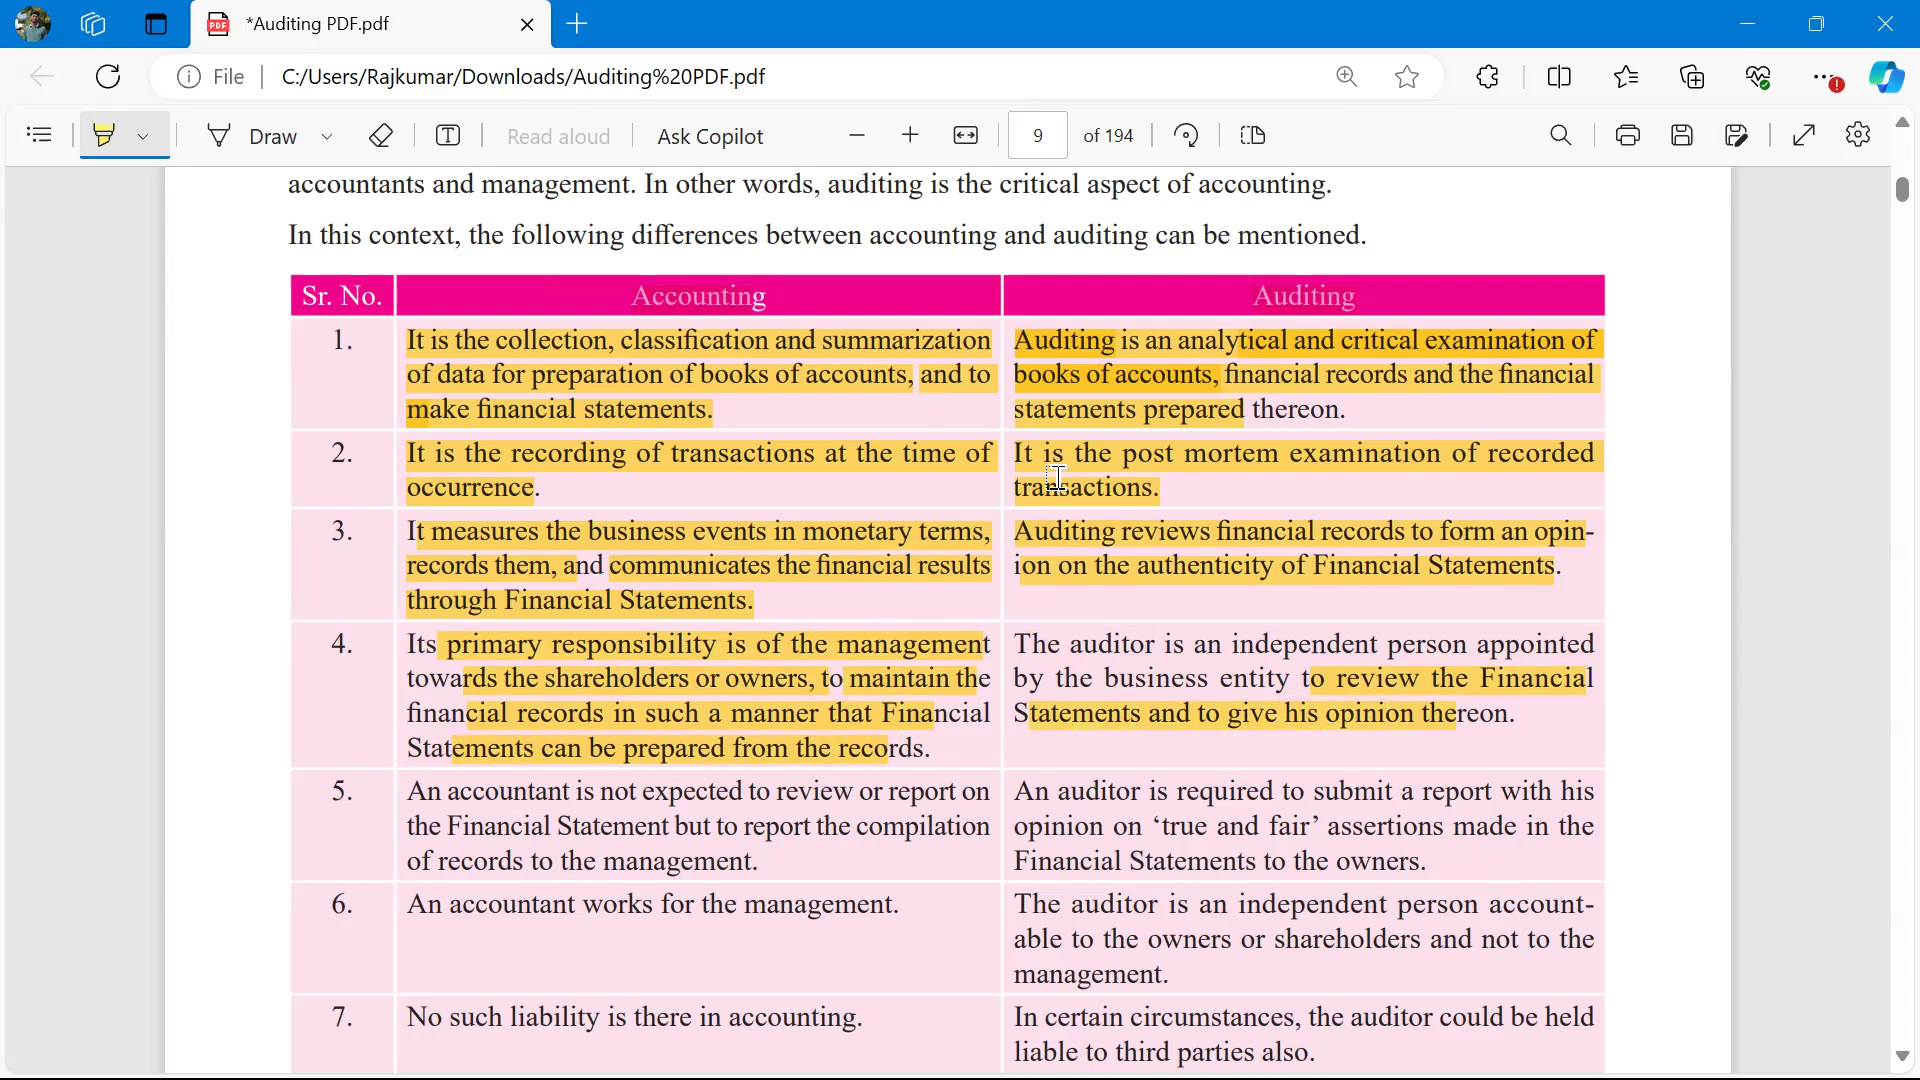 *Auditing PDF.pdf
File
C:/Users/Rajkumar/Downloads/Auditing%20PDF.pdf
Draw
Read aloud
Ask Copilot
9 of 194
accountants and management. In other words, auditing is the critical aspect of accounting.
In this context, the following differences between accounting and auditing can be mentioned.
Sr. No. Accounting Auditing
1. It is the collection, classification and summarization
of data for preparation of books of accounts, and to
make financial statements.
Auditing is an analytical and critical examination of
books of accounts, financial records and the financial
statements prepared thereon.
2. It is the recording of transactions at the time of
occurrence.
It is the post mortem examination of recorded
transactions.
3. It measures the business events in monetary terms,
records them, and communicates the financial results
through Financial Statements.
Auditing reviews financial records to form an opin-
ion on the authenticity of Financial Statements.
4. Its primary responsibility is of the management
towards the shareholders or owners, to maintain the
financial records in such a manner that Financial
Statements can be prepared from the records.
The auditor is an independent person appointed
by the business entity to review the Financial
Statements and to give his opinion thereon.
5. An accountant is not expected to review or report on
the Financial Statement but to report the compilation
of records to the management.
An auditor is required to submit a report with his
opinion on ‘true and fair’ assertions made in the
Financial Statements to the owners.
6. An accountant works for the management.
The auditor is an independent person account-
able to the owners or shareholders and not to the
management.
7. No such liability is there in accounting.
In certain circumstances, the auditor could be held
liable to third parties also.